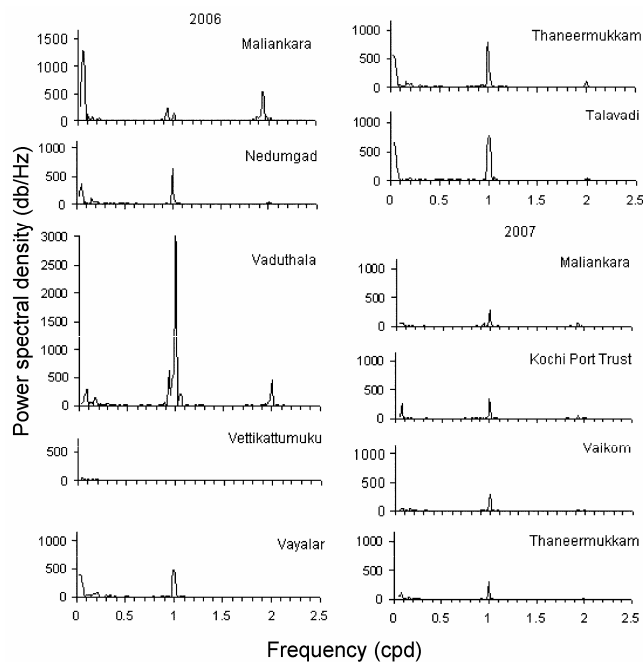 2006
Maliankara
1500
1000
500
0
Nedumgad
1000
500
0
Vaduthala
3000
2500
2000
1500
1000
500
0
Vettikattumuku
500
0
Vayalar
1000
500
0
0 0.5 1 1.5 2 2.5
Thaneermukkam
1000
500
0
Talavadi
1000
500
0
0 0.5 1 1.5 2 2.5
2007
Maliankara
1000
500
0
Kochi Port Trust
1000
500
0
Vaikom
1000
500
0
Thaneermukkam
1000
500
0
0 0.5 1 1.5 2 2.5
Power spectral density (db/Hz)
Frequency (cpd)